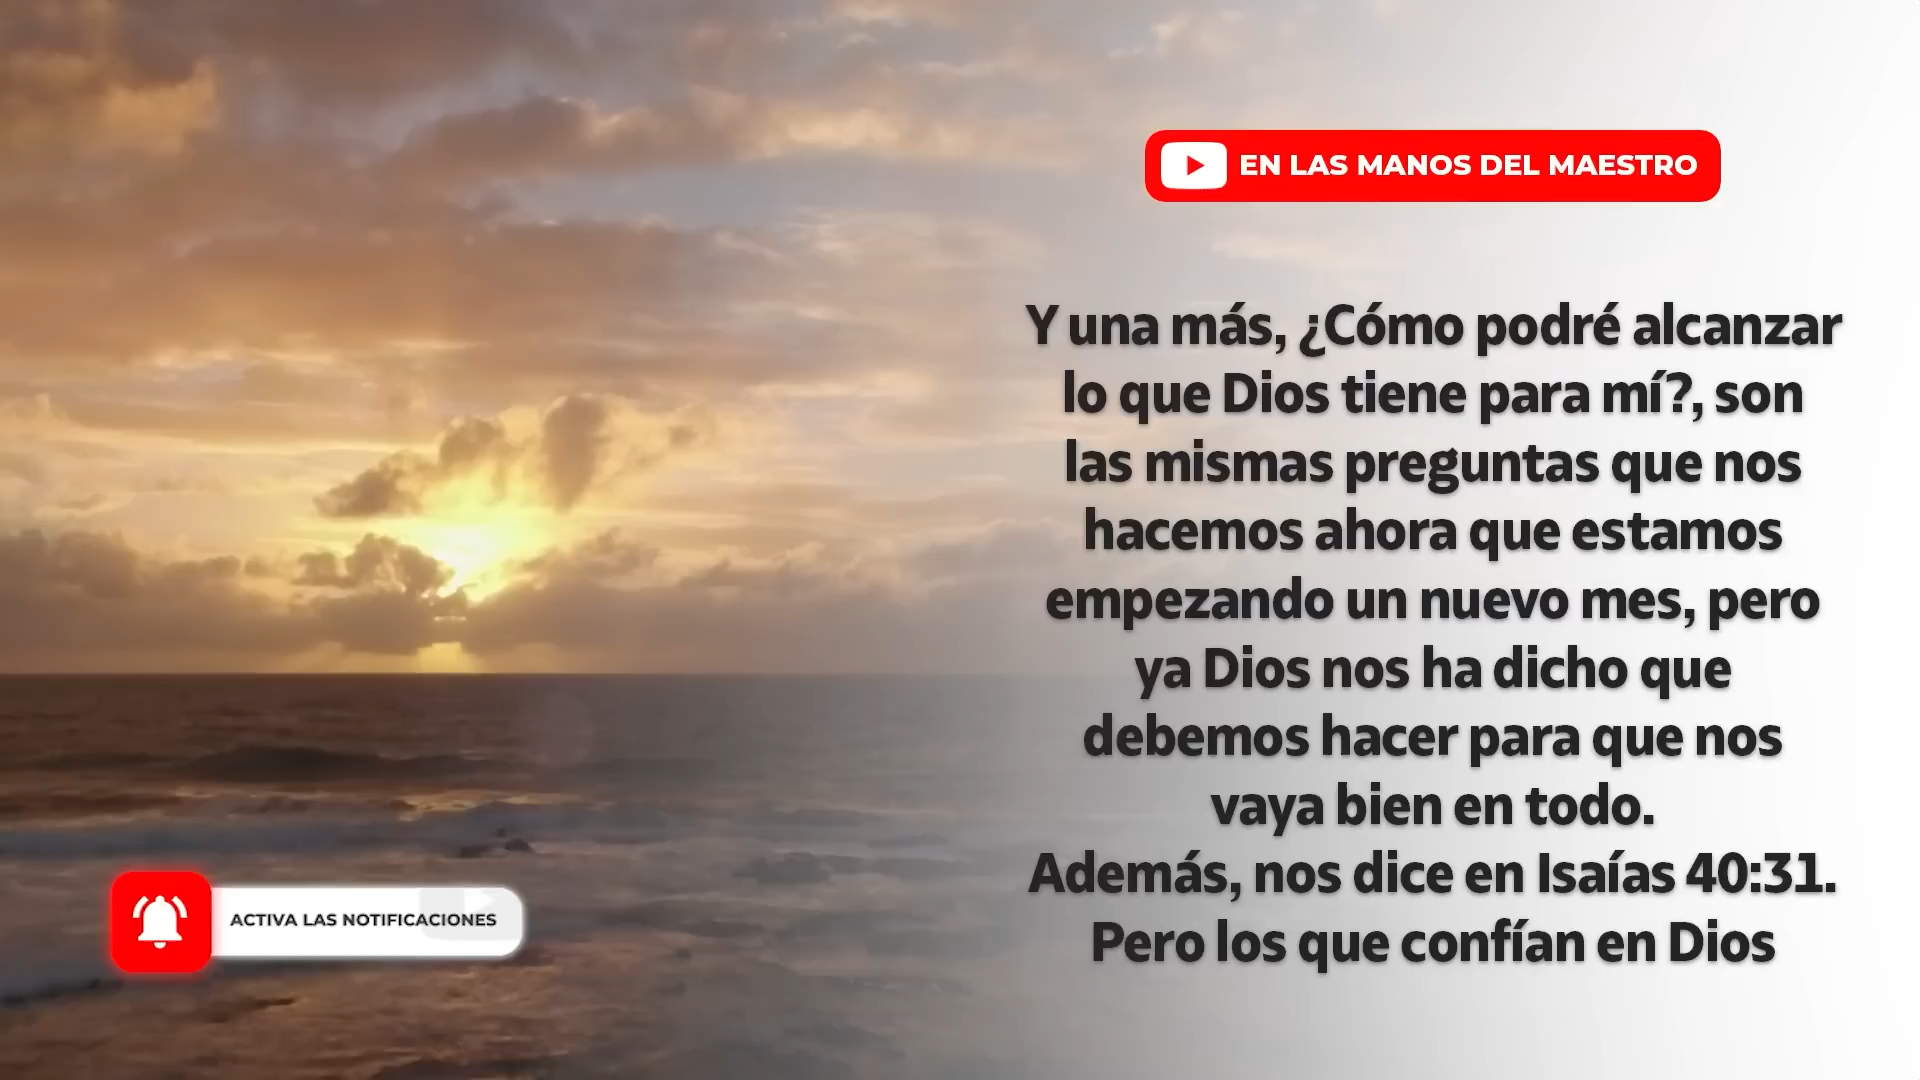 EN LAS MANOS DEL MAESTRO
Y una más, ¿Cómo podré alcanzar
lo que Dios tiene para mí?, son
las mismas preguntas que nos
hacemos ahora que estamos
empezando un nuevo mes, pero
ya Dios nos ha dicho que
debemos hacer para que nos
vaya bien en todo.
Además, nos dice en Isaías 40:31.
Pero los que confían en Dios
ACTIVA LAS NOTIFICACIONES